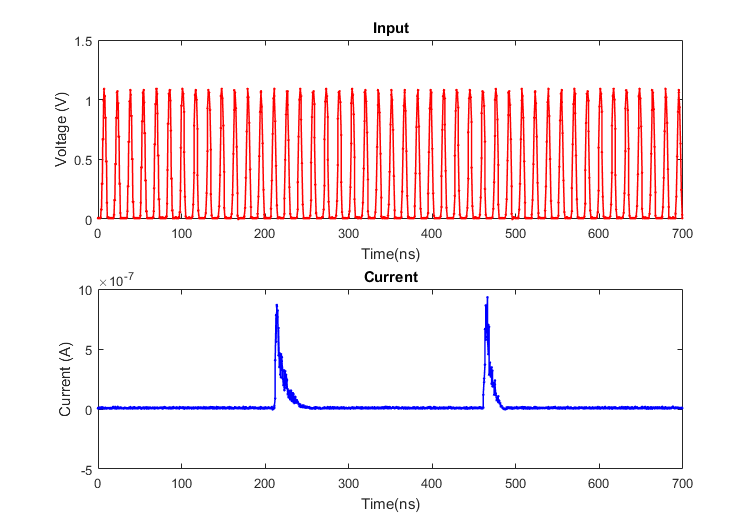 Input
1.5
1
0.5
0
Voltage (V)
0 100 200 300 400 500 600 700
Time(ns)
Current
×10-7
10
5
0
-5
Current (A)
0 100 200 300 400 500 600 700
Time(ns)